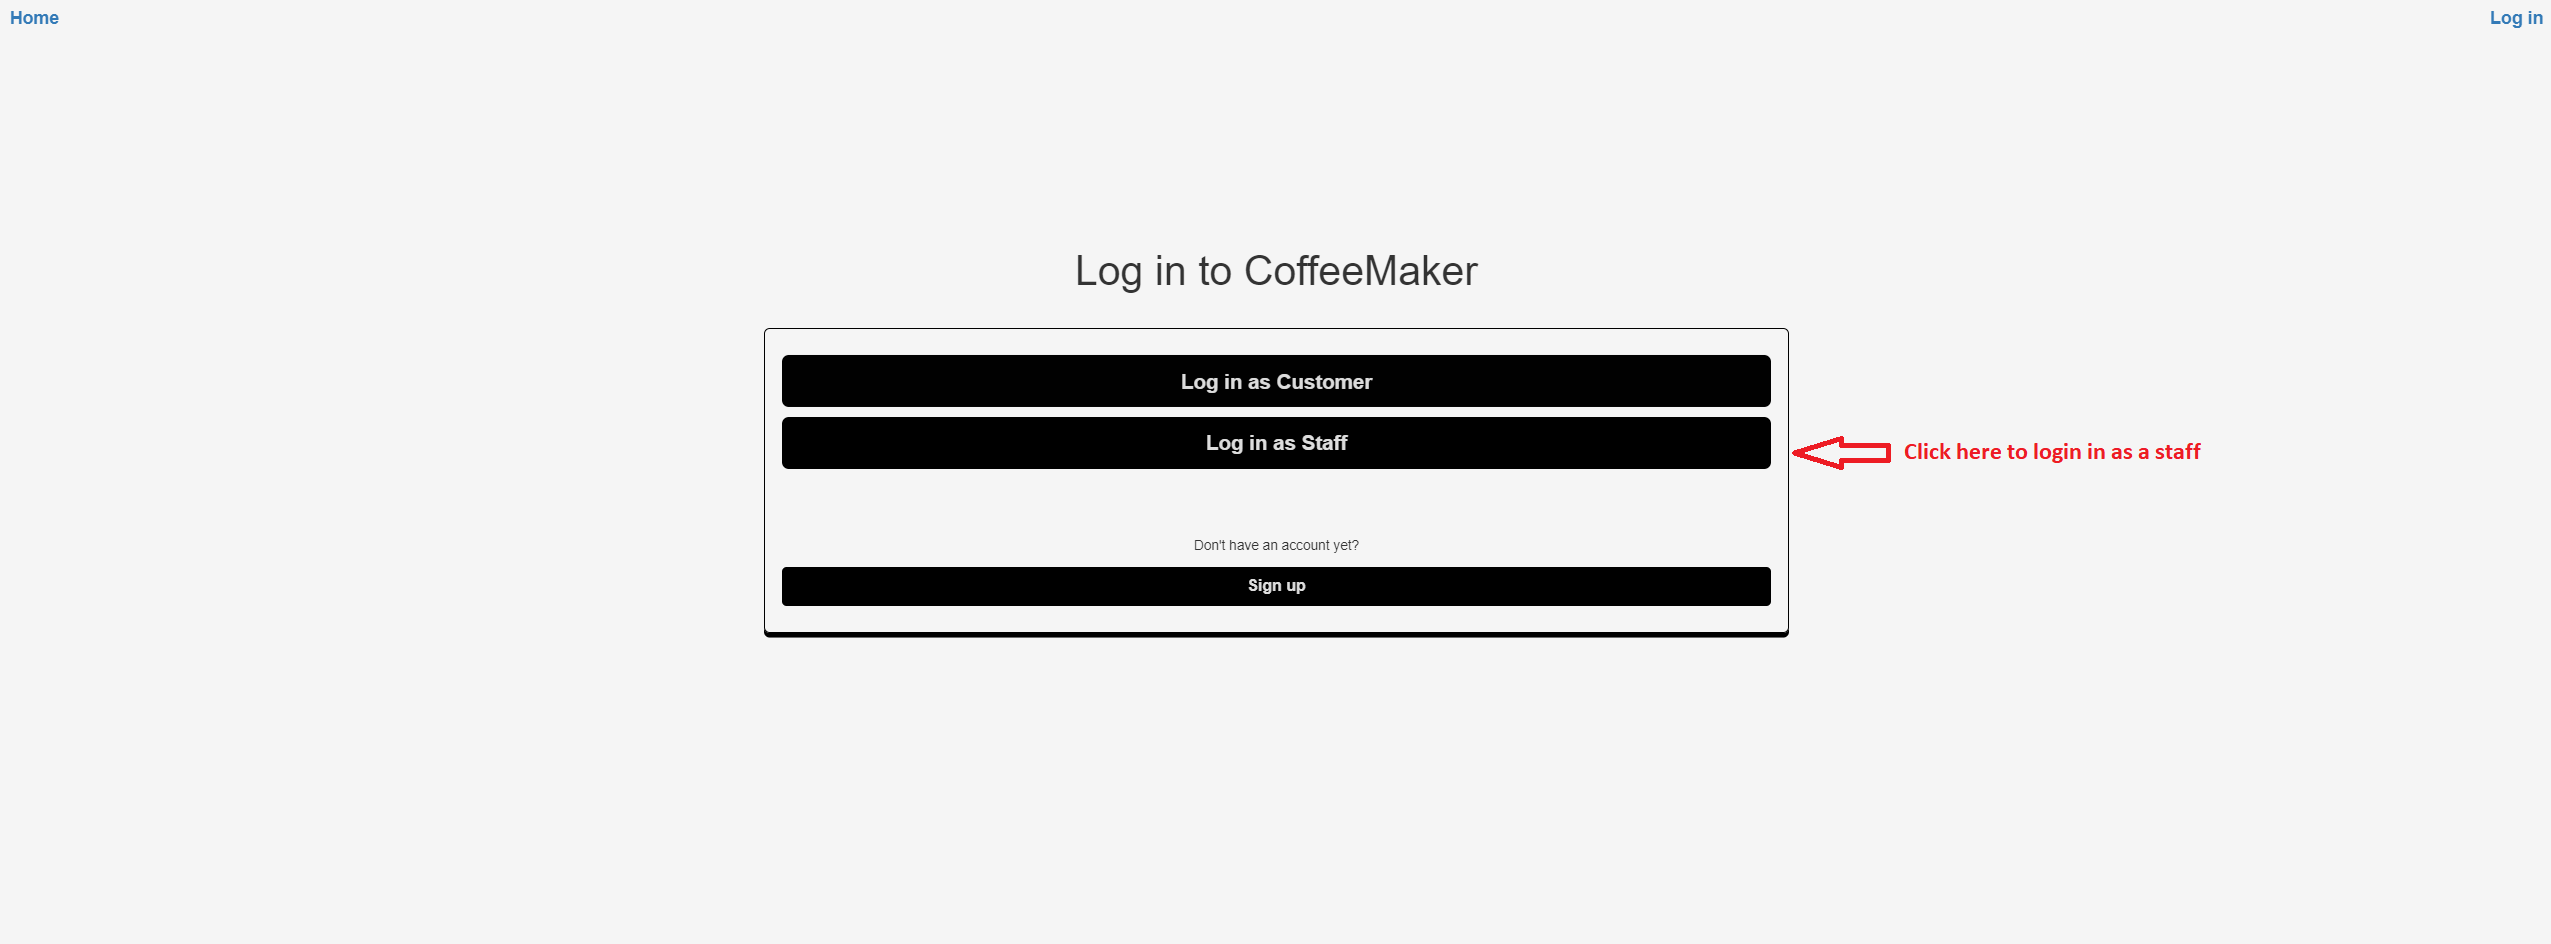 Home
Log in
Log in to CoffeeMaker
Log in as Customer
Log in as Staff
Click here to login in as a staff
Don't have an account yet?
Sign up